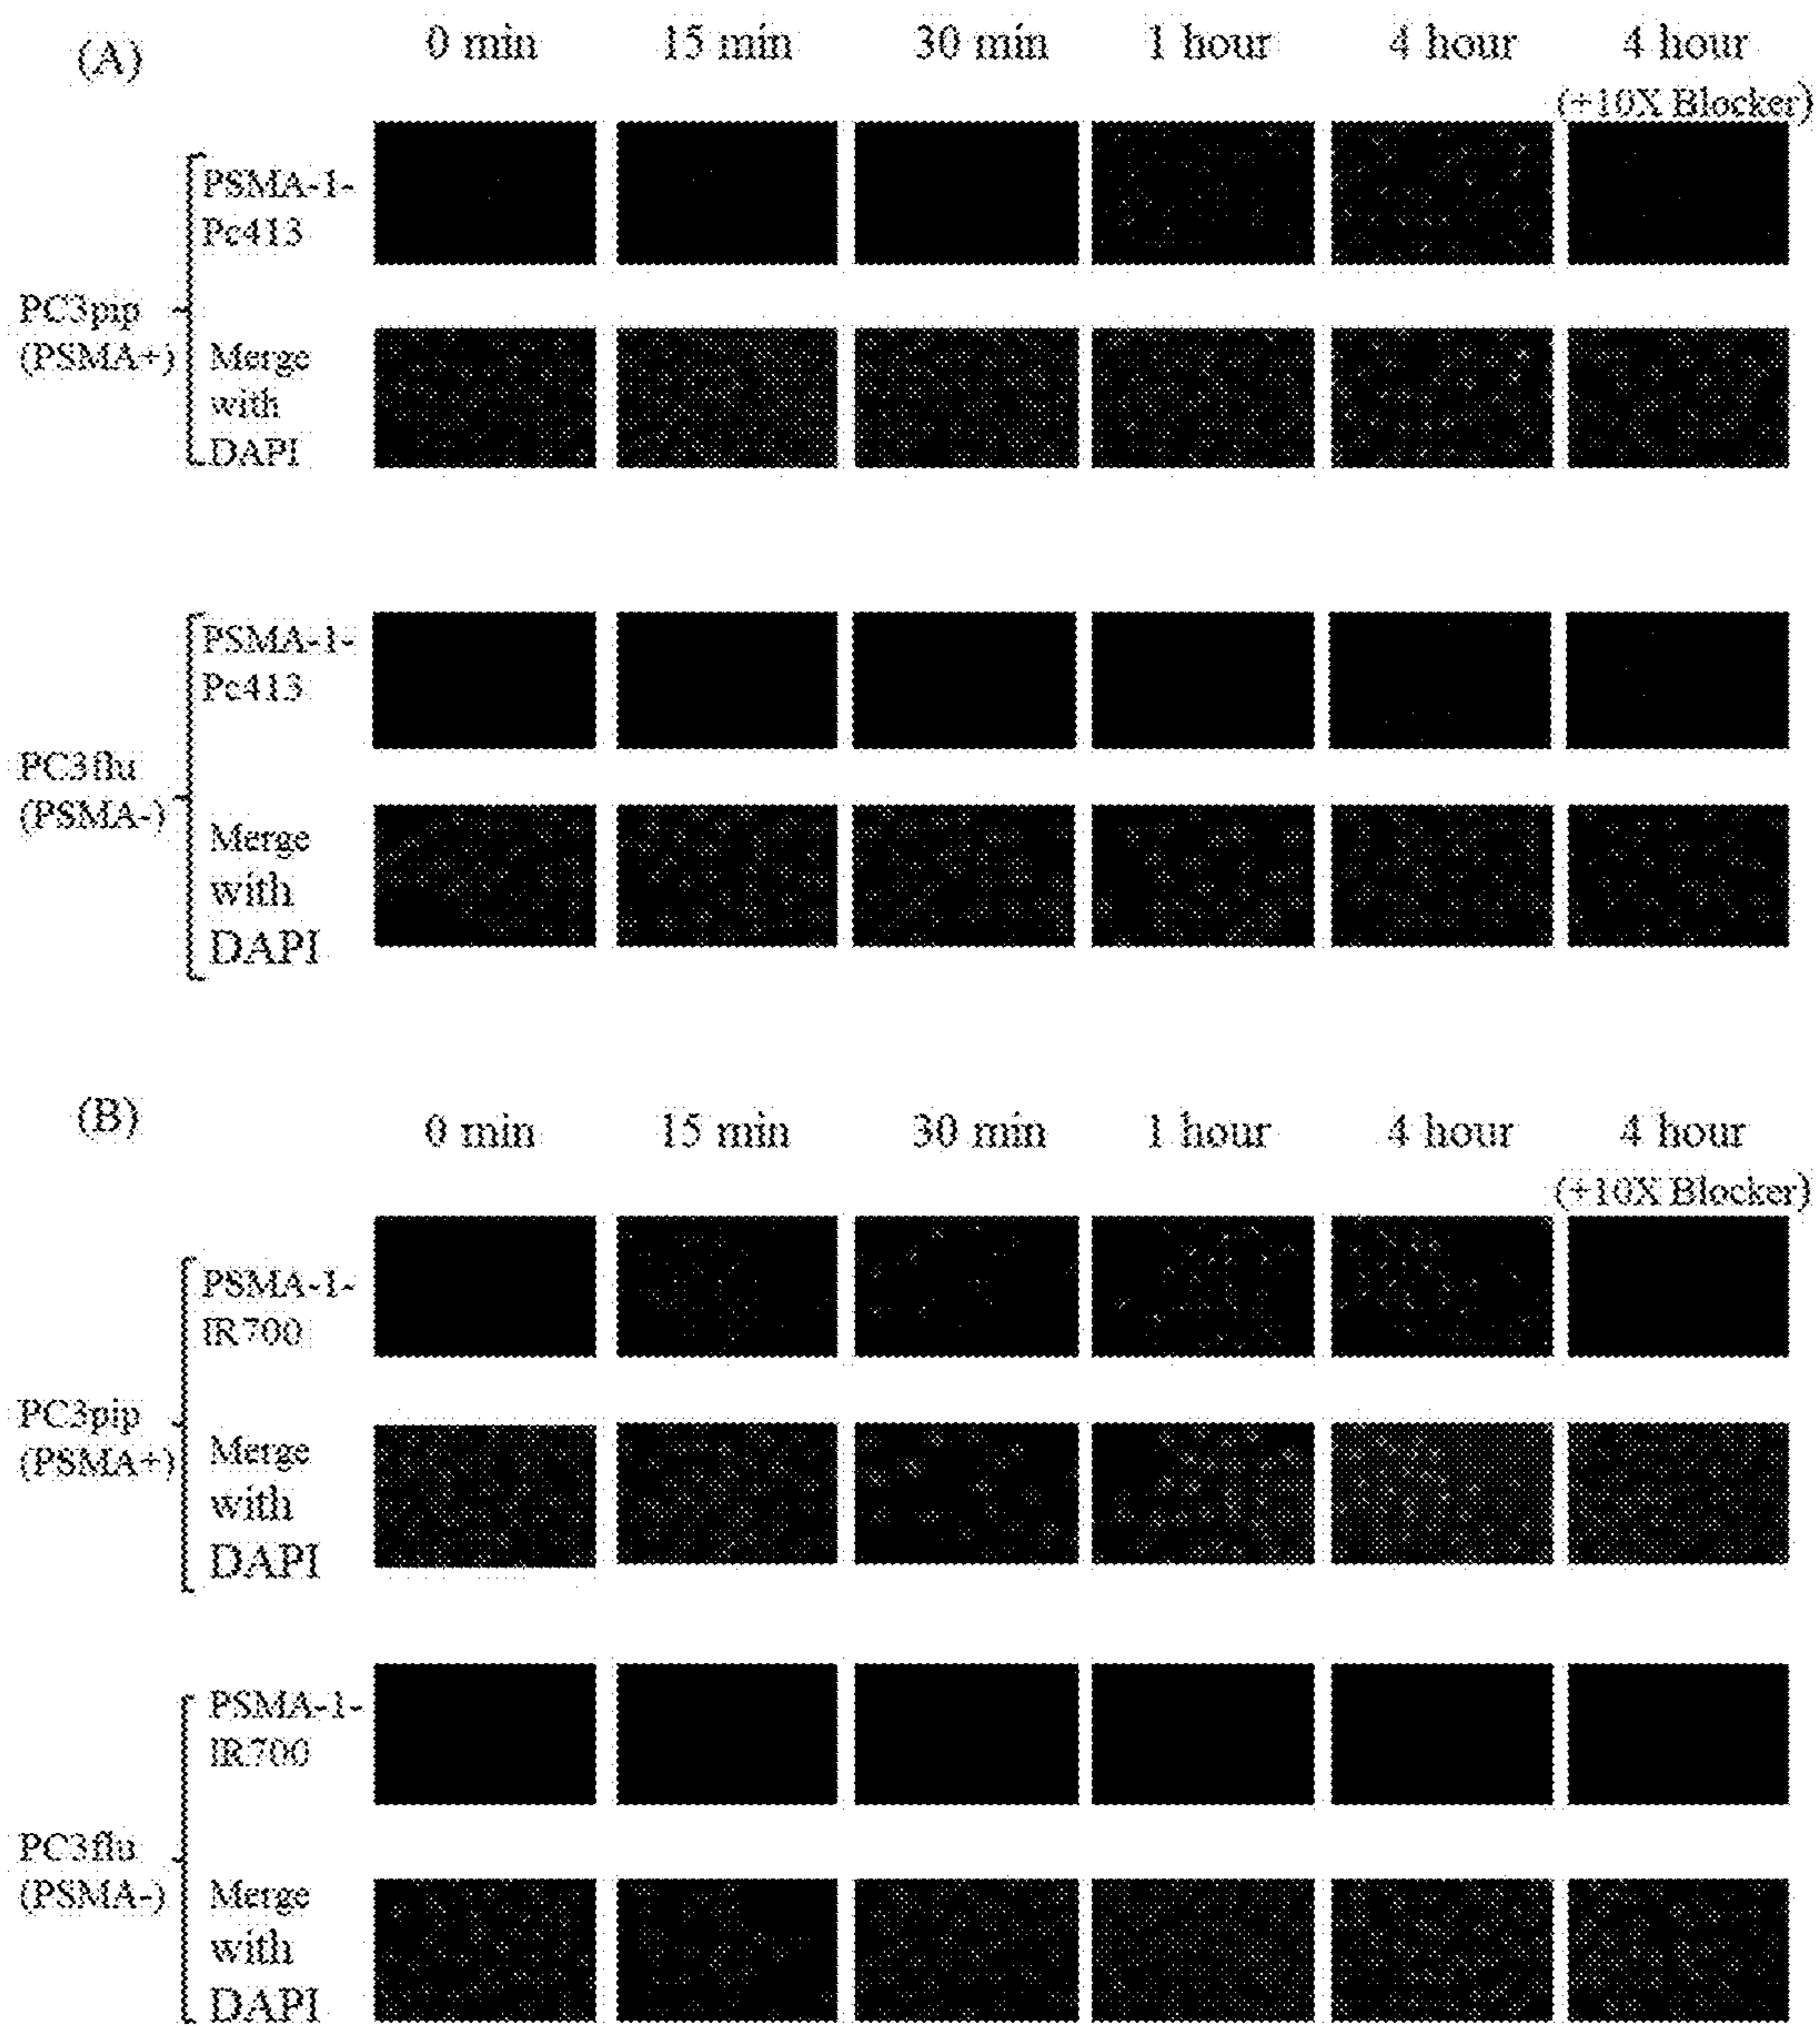 (A)
0 min 15 min 30 min 1 hour 4 hour 4 hour
(+10X Blocker)
PSMA-1-
Pc413
PC3pip
(PSMA+)
Merge
with
DAPI
PSMA-1-
Pc413
PC3flu
(PSMA-)
Merge
with
DAPI
(B)
0 min 15 min 30 min 1 hour 4 hour 4 hour
(+10X Blocker)
PSMA-1-
IR700
PC3pip
(PSMA+)
Merge
with
DAPI
PSMA-1-
IR700
PC3flu
(PSMA-)
Merge
with
DAPI